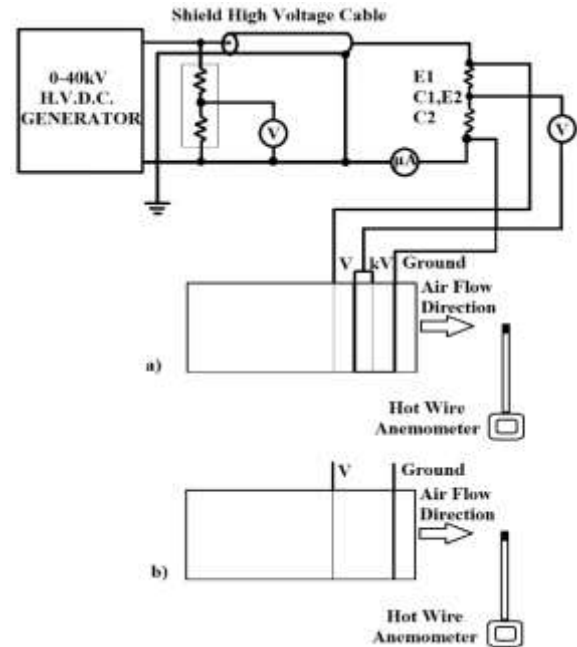 Shield High Voltage Cable
0-40kV
H.V.D.C.
GENERATOR
V
E1
C1,E2
C2
V
µA
V kV Ground
Air Flow
Direction
a)
Hot Wire
Anemometer
V Ground
Air Flow
Direction
b)
Hot Wire
Anemometer